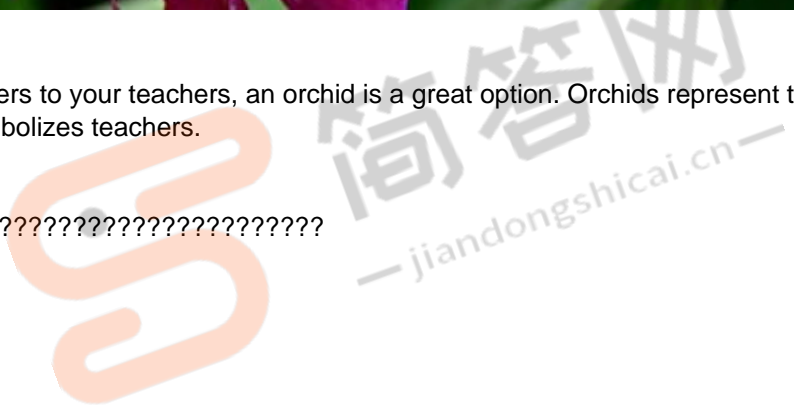 ers to your teachers, an orchid is a great option. Orchids represent t
bolizes teachers.
??????????????????????
简答网
jiandongshicai.cn